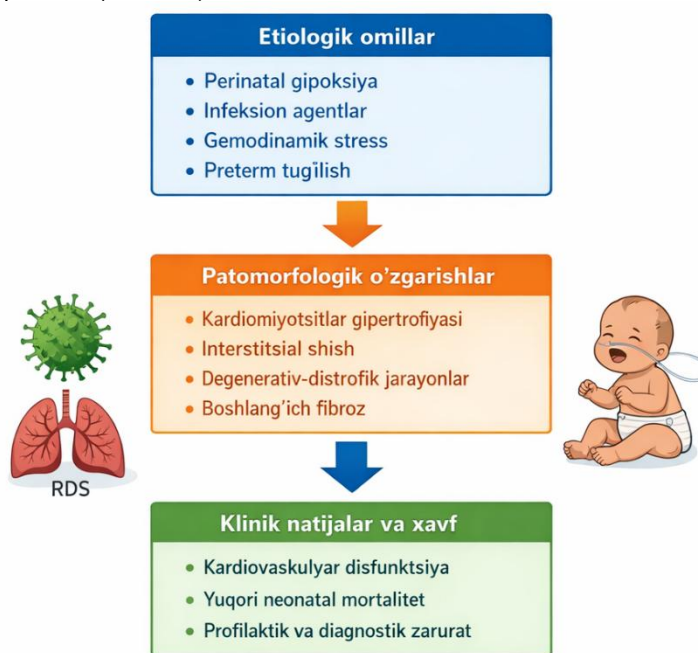 Etiologik omillar
• Perinatal gipoksiya
• Infeksion agentlar
• Gemodinamik stress
• Preterm tug'ilish
Patomorfologik o'zgarishlar
• Kardiomiyotsitlar gipertrofiyasi
• Interstitsial shish
• Degenerativ-distrofik jarayonlar
• Boshlang'ich fibroz
RDS
Klinik natijalar va xavf
• Kardiovaskulyar disfunktsiya
• Yuqori neonatal mortalitet
• Profilaktik va diagnostik zarurat